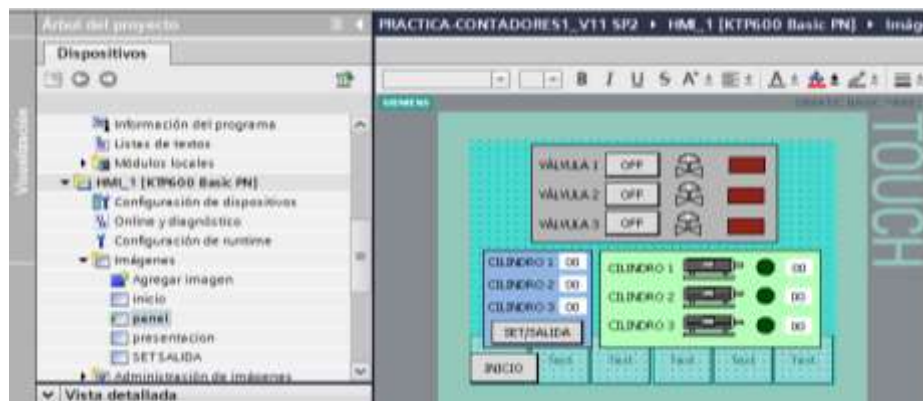 Árbol del proyecto
Dispositivos
Visualización
Información del programa
Listas de textos
Módulos locales
HMI_1 [KTP600 Basic PN]
Configuración de dispositivos
Online y diagnóstico
Configuración de runtime
Imágenes
Agregar imagen
inicio
panel
presentacion
SETSALIDA
Administración de imágenes
Vista detallada
PRACTICA-CONTADORES1_V11 SP2 HMI_1 [KTP600 Basic PN] Imág
B I U S A
SIEMENS
TOUCH
VÁLVULA 1 OFF
VÁLVULA 2 OFF
VÁLVULA 3 OFF
CILINDRO 1 00
CILINDRO 2 00
CILINDRO 3 00
SET/SALIDA
CILINDRO 1 00
CILINDRO 2 00
CILINDRO 3 00
INICIO Text Text Text Text Text